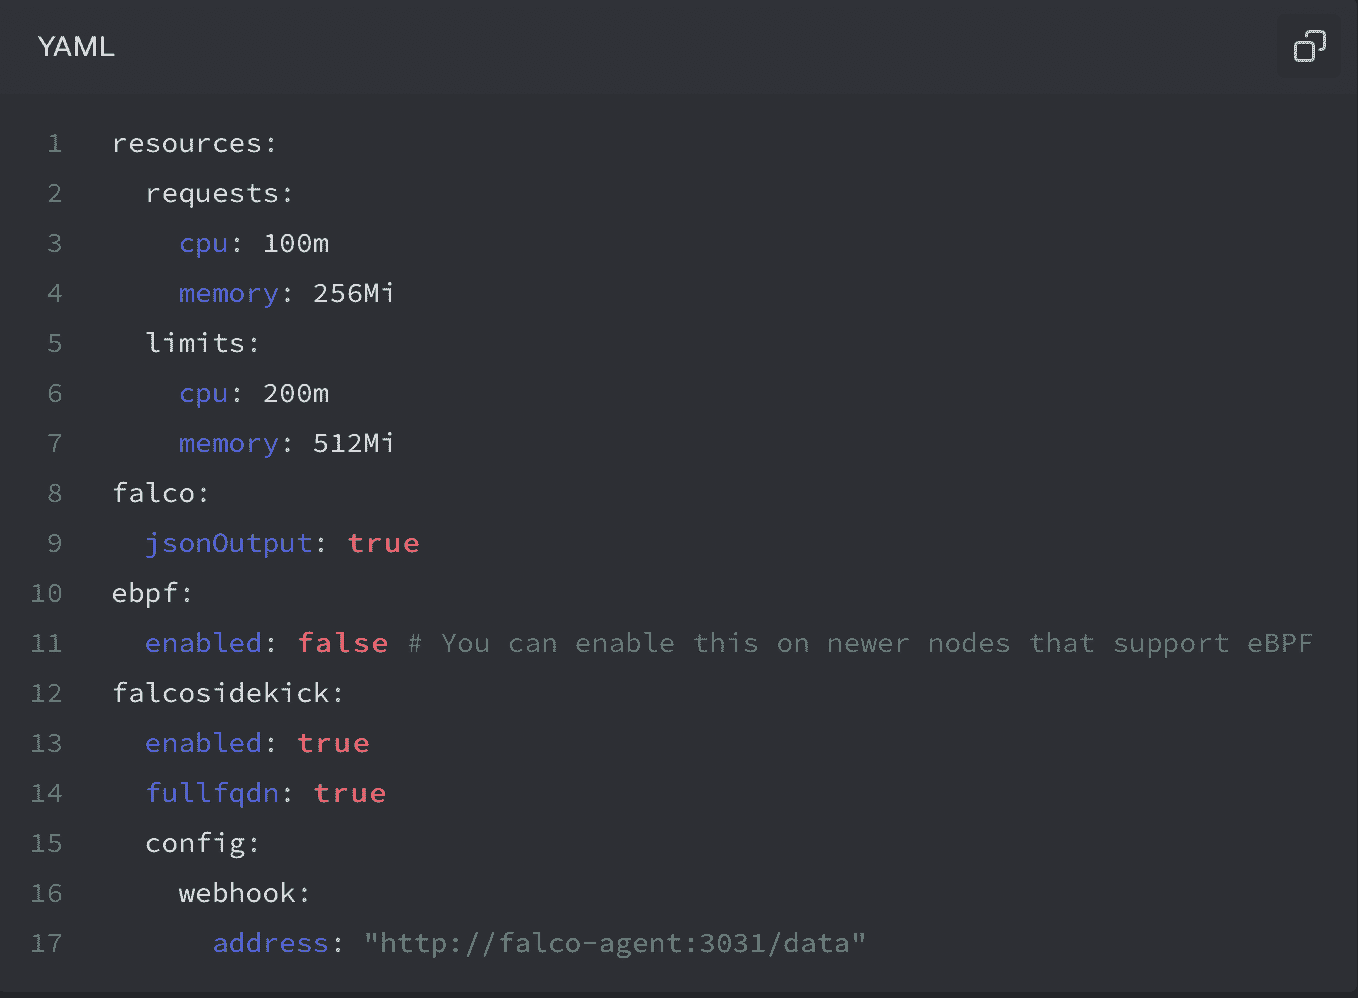 YAML
1 resources:
2   requests:
3     cpu: 100m
4     memory: 256Mi
5   limits:
6     cpu: 200m
7     memory: 512Mi
8 falco:
9   jsonOutput: true
10 ebpf:
11   enabled: false # You can enable this on newer nodes that support eBPF
12 falcosidekick:
13   enabled: true
14   fullfqdn: true
15   config:
16     webhook:
17       address: "http://falco-agent:3031/data"